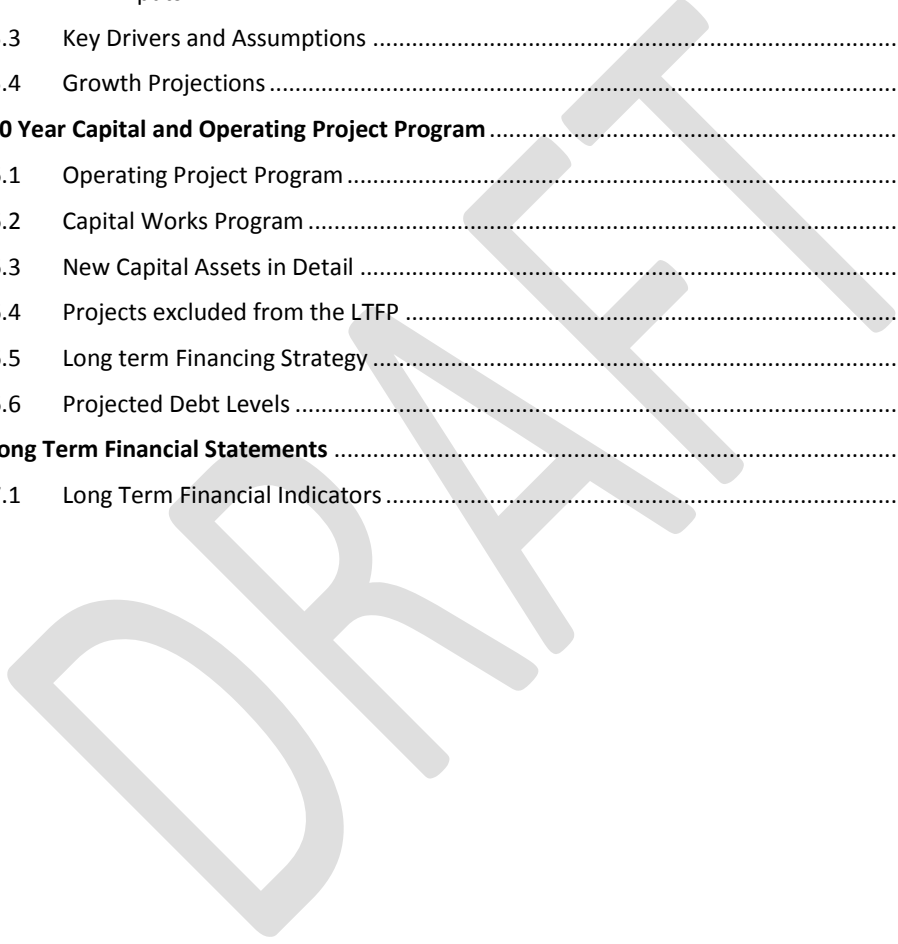 .3 Key Drivers and Assumptions
.4 Growth Projections
0 Year Capital and Operating Project Program
.1 Operating Project Program
.2 Capital Works Program
.3 New Capital Assets in Detail
.4 Projects excluded from the LTFP
.5 Long term Financing Strategy
.6 Projected Debt Levels
ong Term Financial Statements
.1 Long Term Financial Indicators
DRAFT